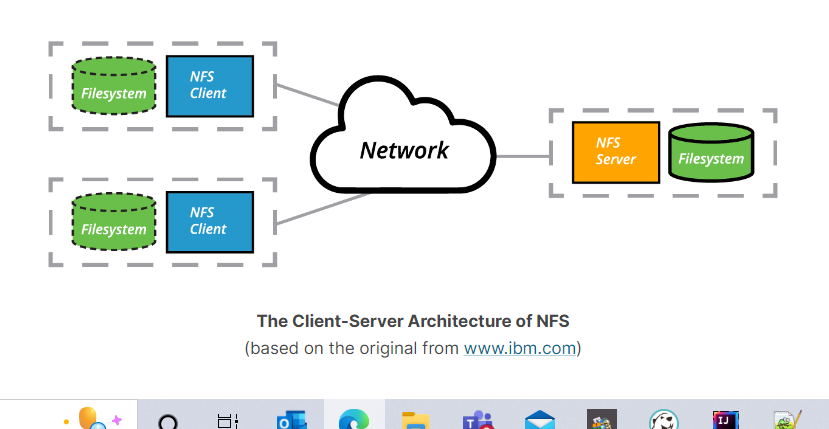 NFS
Client
Filesystem
Network
NFS
Server
Filesystem
NFS
Client
Filesystem
The Client-Server Architecture of NFS
(based on the original from www.ibm.com)
O
IJ